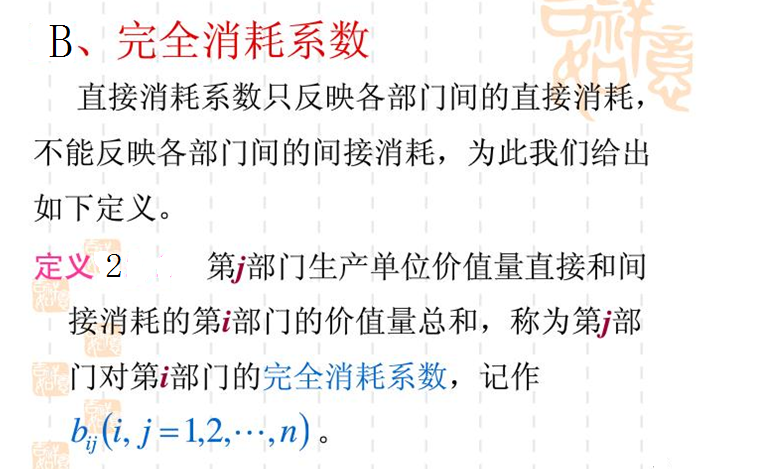 B、完全消耗系数
直接消耗系数只反映各部门间的直接消耗，
不能反映各部门间的间接消耗，为此我们给出
如下定义。
定义 2 第j部门生产单位价值量直接和间
接消耗的第i部门的价值量总和，称为第j部
门对第i部门的完全消耗系数，记作
bij(i, j=1,2,⋯,n)。
吉祥
如意